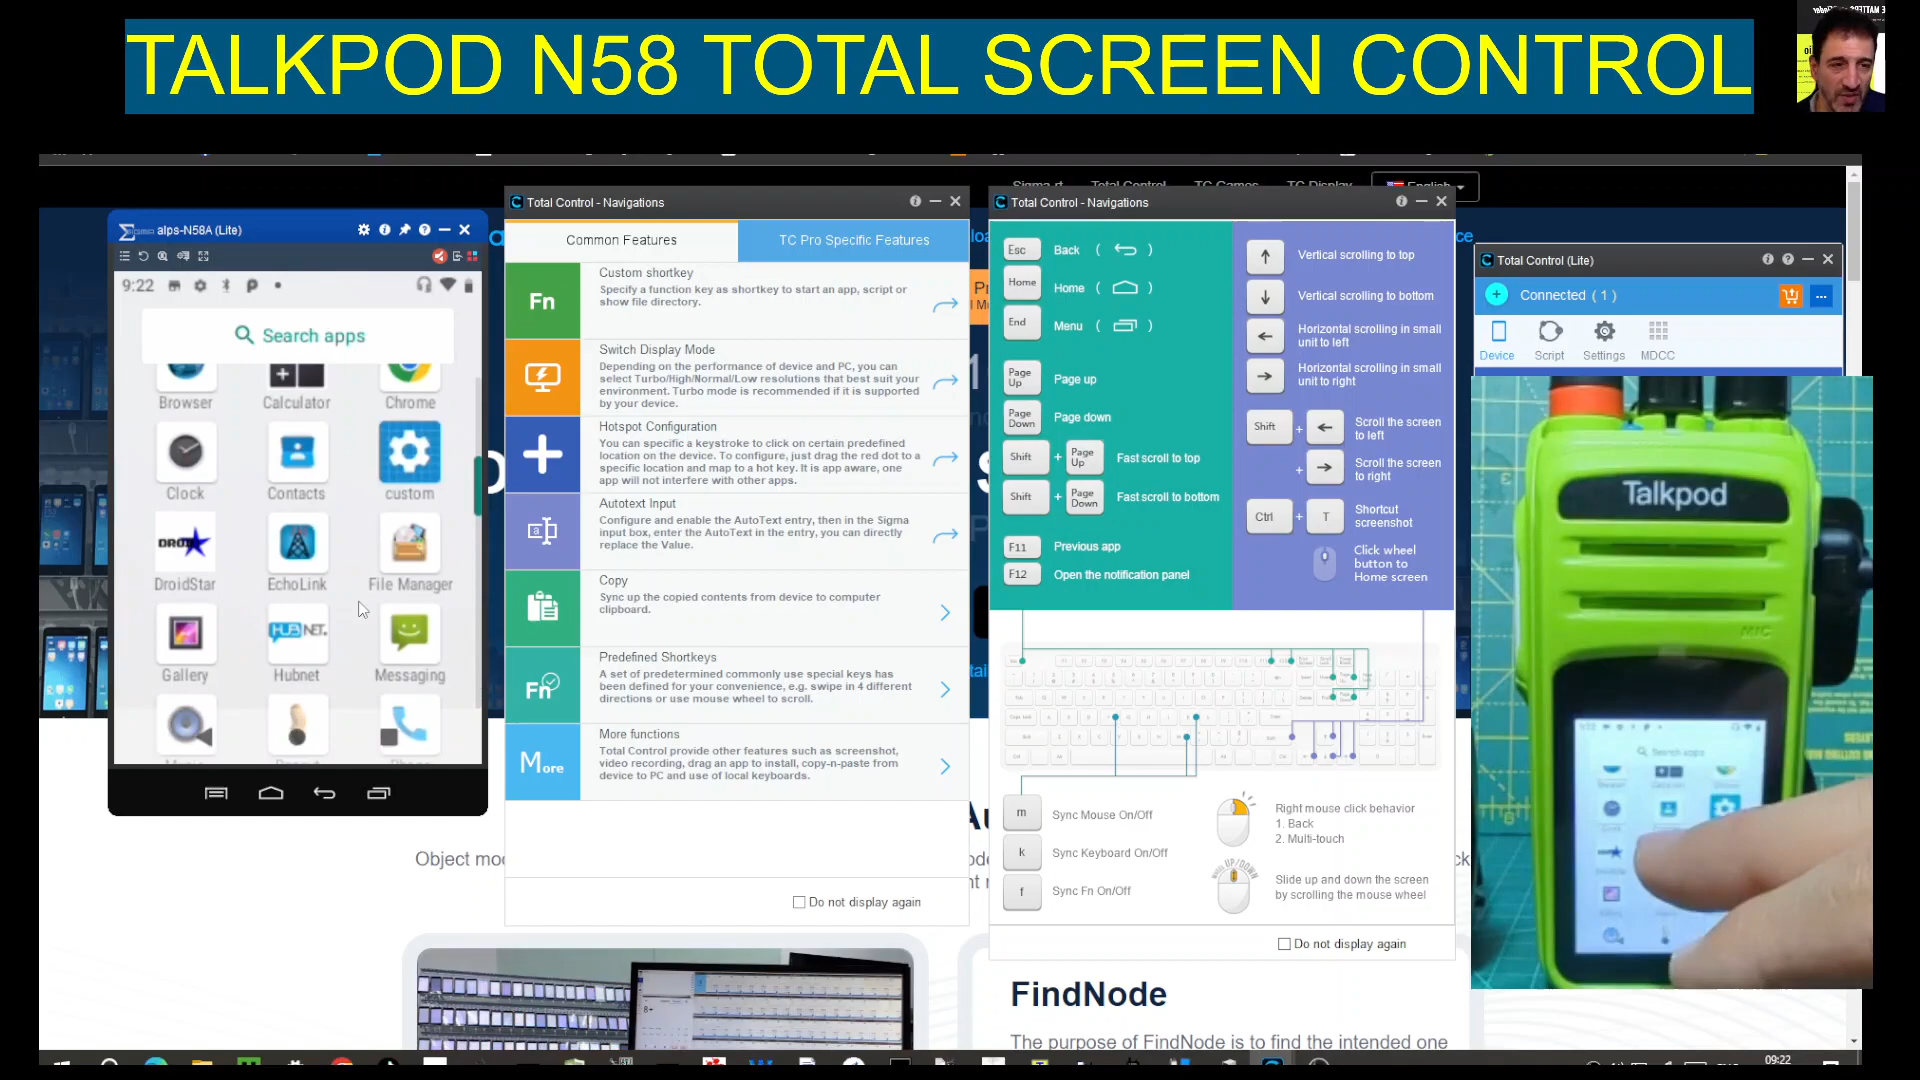 TALKPOD N58 TOTAL SCREEN CONTROL
English
alps-N58A (Lite)
9:22
Search apps
Browser
Calculator
Chrome
Clock
Contacts
custom
DROID
DroidStar
EchoLink
File Manager
HUBNET.
Gallery
Hubnet
Messaging
Total Control - Navigations
Common Features
TC Pro Specific Features
Fn
Custom shortkey
Specify a function key as shortkey to start an app, script or
show file directory.
Switch Display Mode
Depending on the performance of device and PC, you can
select Turbo/High/Normal/Low resolutions that best suit your
environment. Turbo mode is recommended if it is supported
by your device.
Hotspot Configuration
You can specific a keystroke to click on certain predefined
location on the device. To configure, just drag the red dot to a
specific location and map to a hot key. It is app aware, one
app will not interfere with other apps.
Autotext Input
Configure and enable the AutoText entry, then in the Sigma
input box, enter the AutoText in the entry, you can directly
replace the Value.
Copy
Sync up the copied contents from device to computer
clipboard.
Fn
Predefined Shortkeys
A set of predetermined commonly use special keys has
been defined for your convenience, e.g. swipe in 4 different
directions or use mouse wheel to scroll.
More
More functions
Total Control provide other features such as screenshot,
video recording, drag an app to install, copy-n-paste from
device to PC and use of local keyboards.
Do not display again
Total Control - Navigations
Esc Back ( )
Home Home ( )
End Menu ( )
Page Up Page up
Page Down Page down
Shift + Page Up Fast scroll to top
Shift + Page Down Fast scroll to bottom
F11 Previous app
F12 Open the notification panel
Vertical scrolling to top
Vertical scrolling to bottom
Horizontal scrolling in small
unit to left
Horizontal scrolling in small
unit to right
Shift + Scroll the screen
to left
+ Scroll the screen
to right
Ctrl + T Shortcut
screenshot
Click wheel
button to
Home screen
m Sync Mouse On/Off
k Sync Keyboard On/Off
f Sync Fn On/Off
Right mouse click behavior
1. Back
2. Multi-touch
UP/DOWN
Slide up and down the screen
by scrolling the mouse wheel
Do not display again
Total Control (Lite)
Connected ( 1 )
Device
Script
Settings
MDCC
Talkpod
MIC
Search apps
Object mo
FindNode
The purpose of FindNode is to find the intended one
09:22